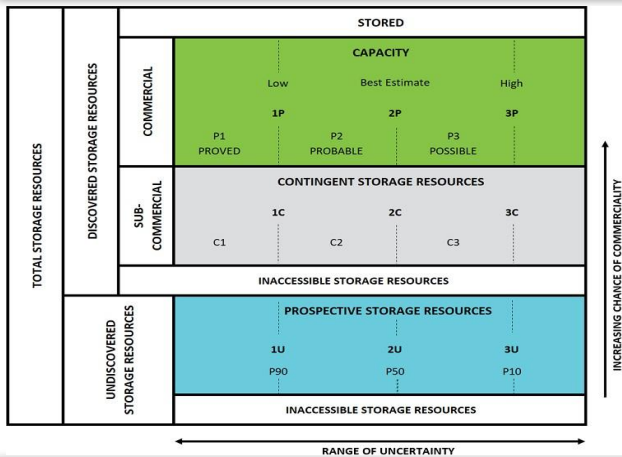 STORED
CAPACITY
Low Best Estimate High
1P 2P 3P
P1 P2 P3
PROVED PROBABLE POSSIBLE
CONTINGENT STORAGE RESOURCES
1C 2C 3C
C1 C2 C3
INACCESSIBLE STORAGE RESOURCES
PROSPECTIVE STORAGE RESOURCES
1U 2U 3U
P90 P50 P10
INACCESSIBLE STORAGE RESOURCES
RANGE OF UNCERTAINTY
TOTAL STORAGE RESOURCES
DISCOVERED STORAGE RESOURCES
UNDISCOVERED
STORAGE RESOURCES
COMMERCIAL
SUB-
COMMERCIAL
INCREASING CHANCE OF COMMERCIALITY